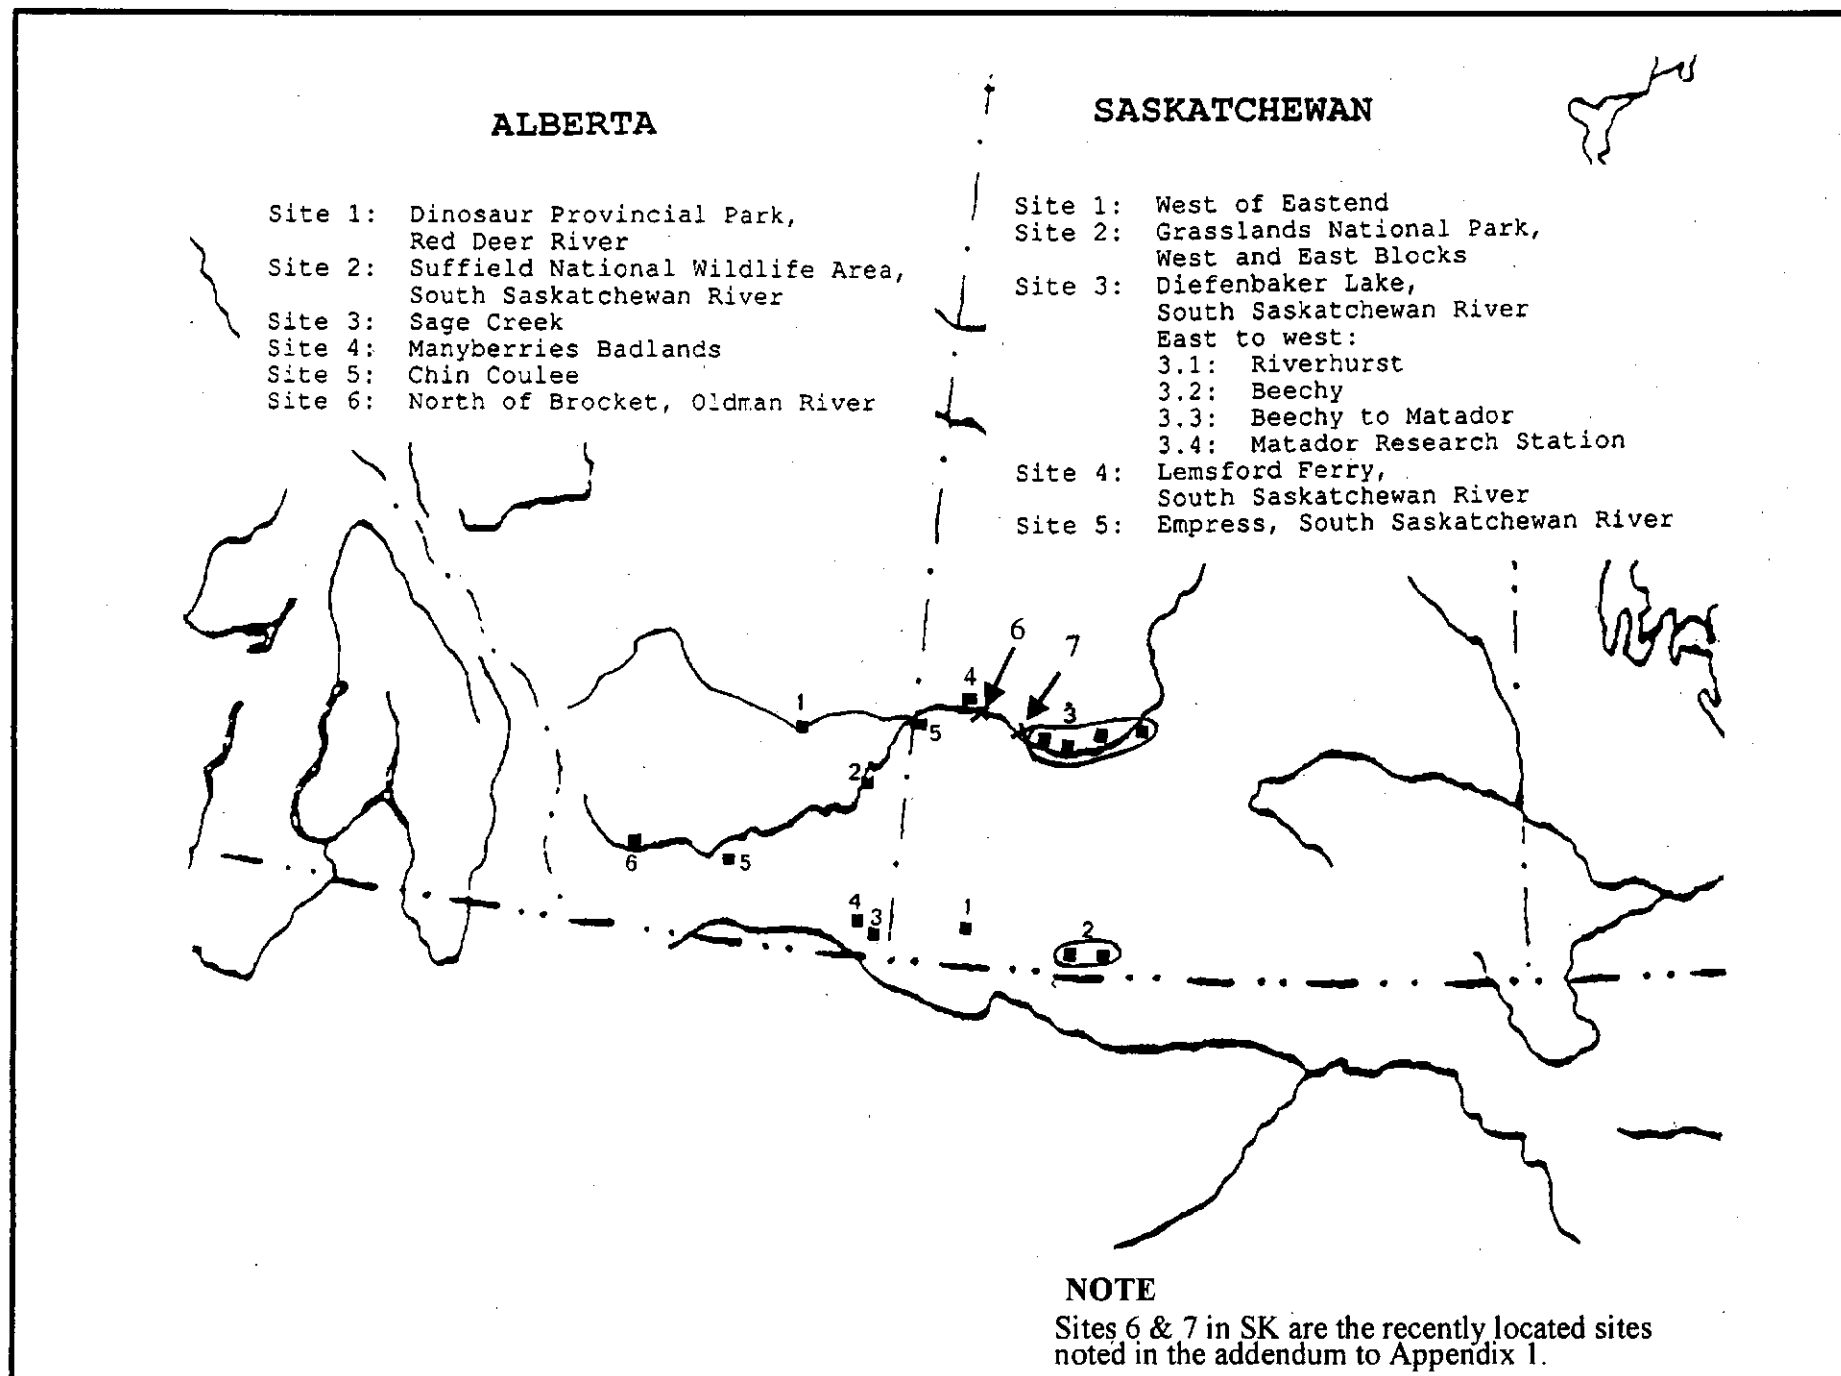 ALBERTA
Site 1: Dinosaur Provincial Park,
Red Deer River
Site 2: Suffield National Wildlife Area,
South Saskatchewan River
Site 3: Sage Creek
Site 4: Manyberries Badlands
Site 5: Chin Coulee
Site 6: North of Brocket, Oldman River
SASKATCHEWAN
Site 1: West of Eastend
Site 2: Grasslands National Park,
West and East Blocks
Site 3: Diefenbaker Lake,
South Saskatchewan River
East to west:
3.1: Riverhurst
3.2: Beechy
3.3: Beechy to Matador
3.4: Matador Research Station
Site 4: Lemsford Ferry,
South Saskatchewan River
Site 5: Empress, South Saskatchewan River
6
7
4
1
3
5
2
6
5
4
3
1
2
NOTE
Sites 6 & 7 in SK are the recently located sites
noted in the addendum to Appendix 1.